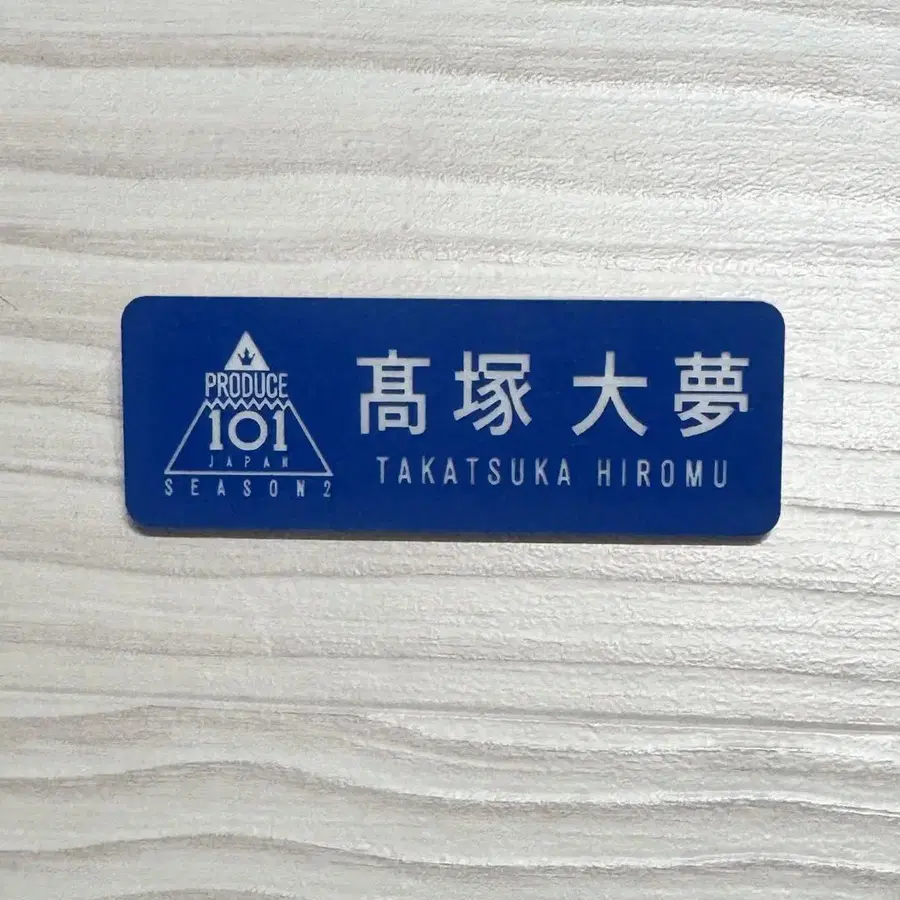 PRODUCE
101
JAPAN
SEASON2
髙塚 大夢
TAKATSUKA HIROMU